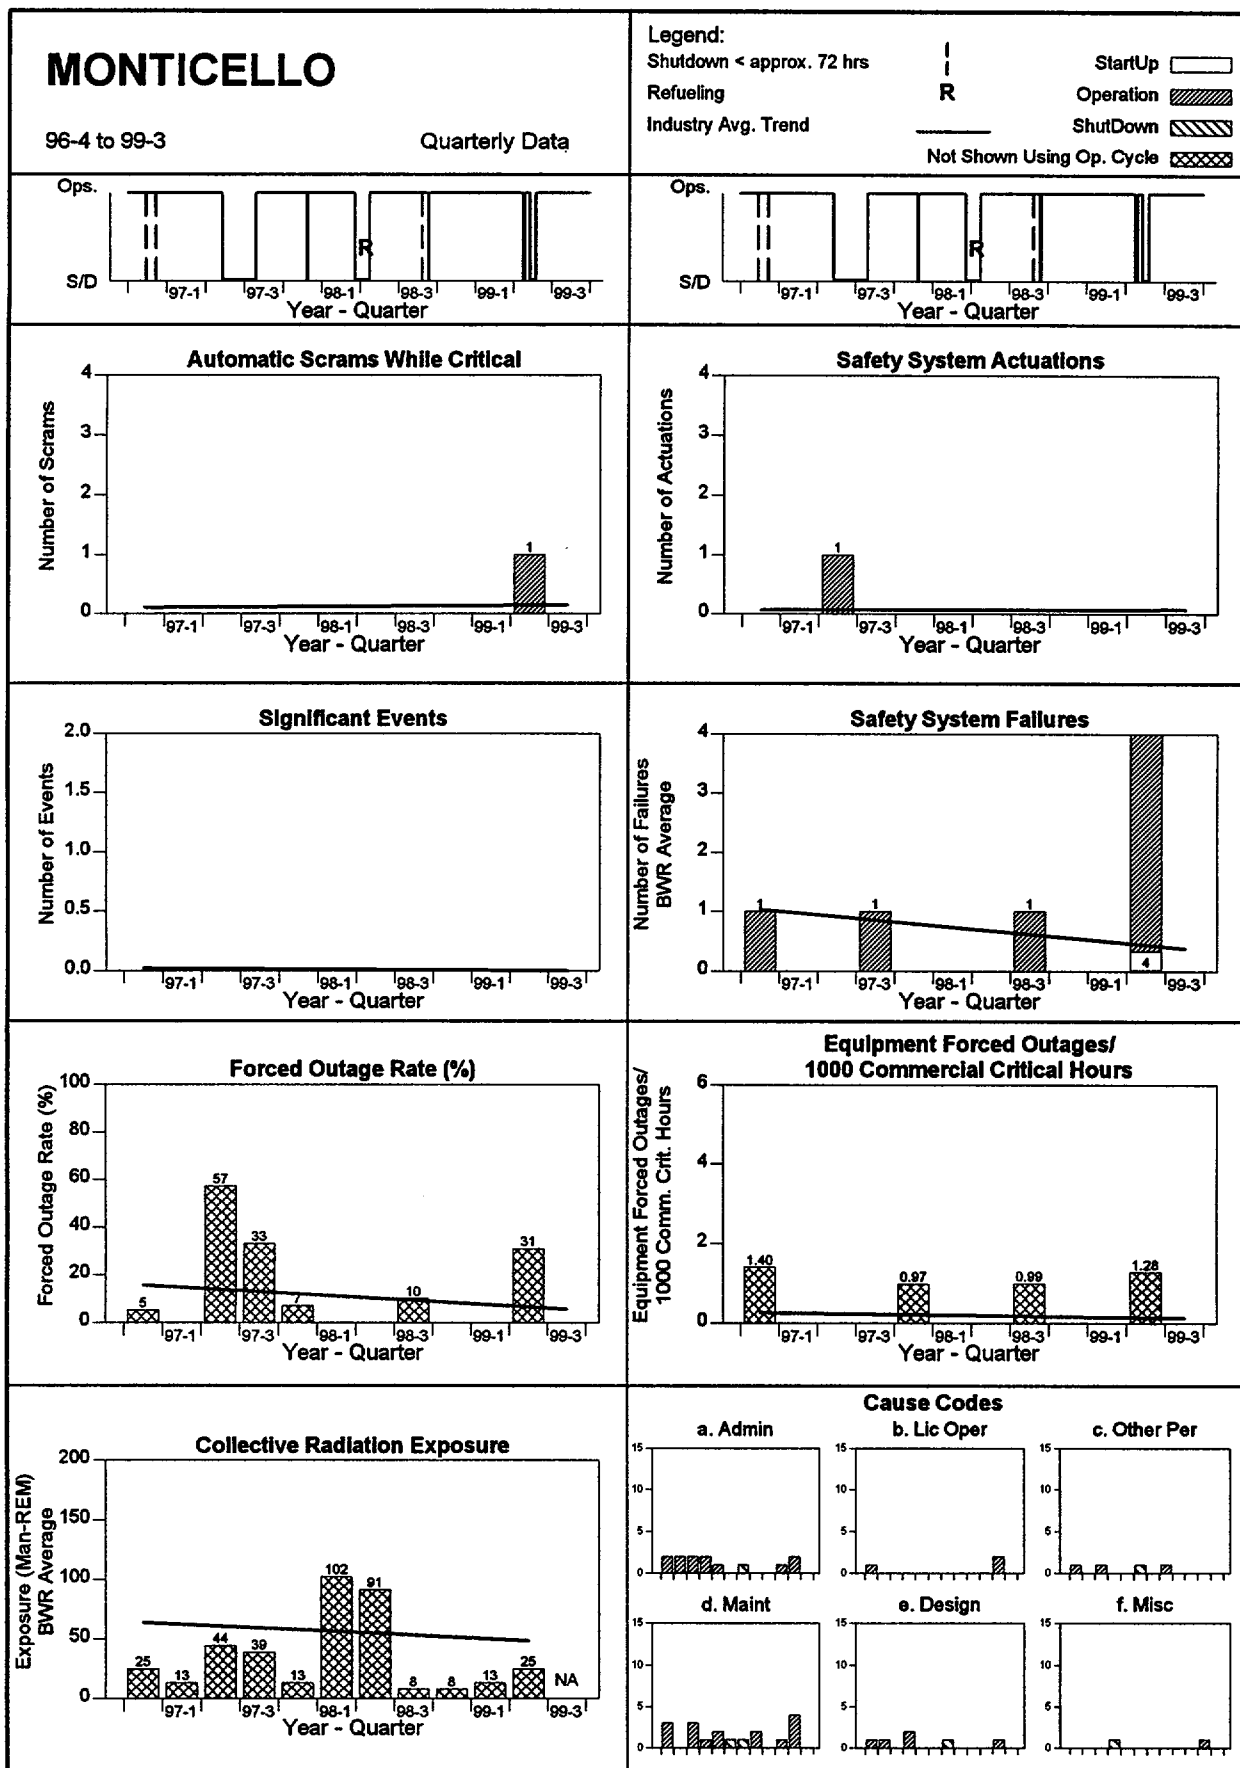 MONTICELLO
96-4 to 99-3 Quarterly Data
Legend:
Shutdown < approx. 72 hrs
Refueling R
Industry Avg. Trend
StartUp
Operation
ShutDown
Not Shown Using Op. Cycle
Ops.
R
S/D
97-1 97-3 98-1 98-3 99-1 99-3
Year - Quarter
Ops.
R
S/D
97-1 97-3 98-1 98-3 99-1 99-3
Year - Quarter
Automatic Scrams While Critical
Number of Scrams
4
3
2
1
0
1
97-1 97-3 98-1 98-3 99-1 99-3
Year - Quarter
Safety System Actuations
Number of Actuations
4
3
2
1
0
1
97-1 97-3 98-1 98-3 99-1 99-3
Year - Quarter
Significant Events
Number of Events
2.0
1.5
1.0
0.5
0.0
97-1 97-3 98-1 98-3 99-1 99-3
Year - Quarter
Safety System Failures
Number of Failures
BWR Average
4
3
2
1
0
1 1 1 4
97-1 97-3 98-1 98-3 99-1 99-3
Year - Quarter
Forced Outage Rate (%)
Forced Outage Rate (%)
100
80
60
40
20
0
5 57 33 7 10 31
97-1 97-3 98-1 98-3 99-1 99-3
Year - Quarter
Equipment Forced Outages/
1000 Commercial Critical Hours
Equipment Forced Outages/
1000 Comm. Crit. Hours
6
4
2
0
1.40 0.97 0.99 1.28
97-1 97-3 98-1 98-3 99-1 99-3
Year - Quarter
Collective Radiation Exposure
Exposure (Man-REM)
BWR Average
200
150
100
50
0
25 13 44 39 13 102 91 8 8 13 25 NA
97-1 97-3 98-1 98-3 99-1 99-3
Year - Quarter
Cause Codes
a. Admin
15
10
5
0
b. Lic Oper
15
10
5
0
c. Other Per
15
10
5
0
d. Maint
15
10
5
0
e. Design
15
10
5
0
f. Misc
15
10
5
0